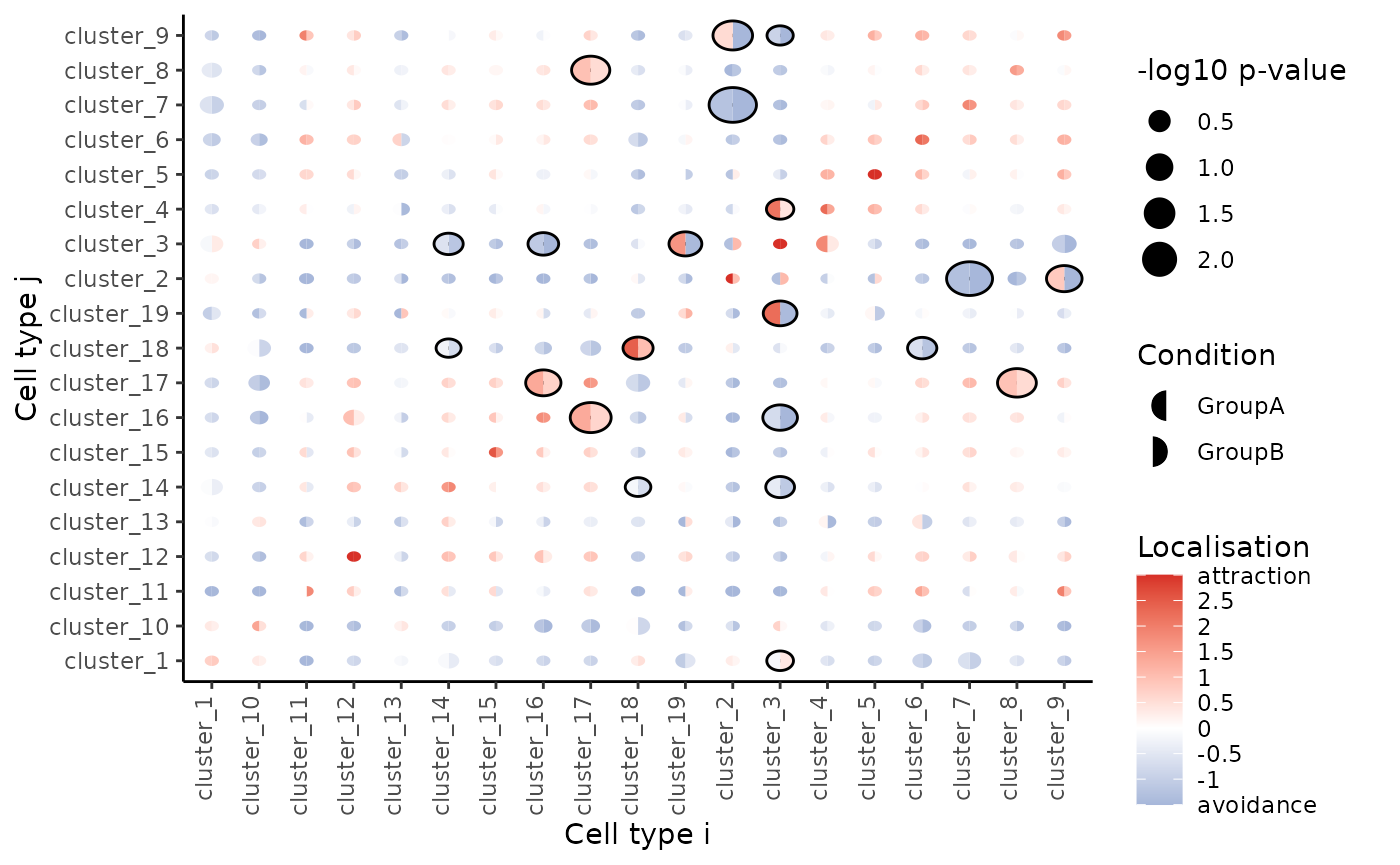 cluster_9
cluster_8
cluster_7
cluster_6
cluster_5
cluster_4
cluster_3
cluster_2
cluster_19
cluster_18
cluster_17
cluster_16
cluster_15
cluster_14
cluster_13
cluster_12
cluster_11
cluster_10
cluster_1
Cell type j
cluster_1
cluster_10
cluster_11
cluster_12
cluster_13
cluster_14
cluster_15
cluster_16
cluster_17
cluster_18
cluster_19
cluster_2
cluster_3
cluster_4
cluster_5
cluster_6
cluster_7
cluster_8
cluster_9
Cell type i
-log10 p-value
0.5
1.0
1.5
2.0
Condition
GroupA
GroupB
Localisation
attraction
2.5
2
1.5
1
0.5
0
-0.5
-1
avoidance